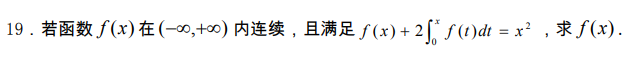 19．若函数 f(x) 在 (−∞,+∞) 内连续，且满足 f(x) + 2∫₀ˣ f(t)dt = x² ，求 f(x)．